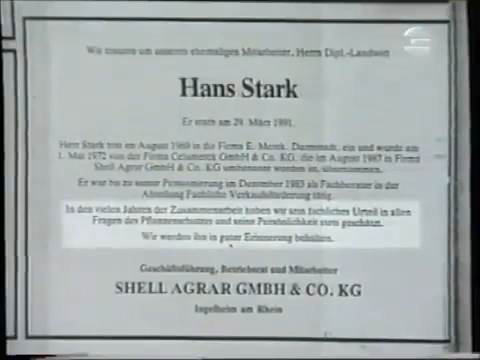 Wir trauern um unseren ehemaligen Mitarbeiter, Herrn Dipl.-Landwirt
Hans Stark
Er starb am 29. März 1991.
Herr Stark trat im August 1969 in die Firma E. Merck, Darmstadt, ein und wurde am
1. Mai 1972 von der Firma Celamerck GmbH & Co. KG, die im August 1987 in Firma
Shell Agrar GmbH & Co. KG umbenannt worden ist, übernommen.
Er war bis zu seiner Pensionierung im Dezember 1983 als Fachberater in der
Abteilung Fachliche Verkaufsförderung tätig.
In den vielen Jahren der Zusammenarbeit haben wir sein fachliches Urteil in allen
Fragen des Pflanzenschutzes und seine Persönlichkeit stets geschätzt.
Wir werden ihn in guter Erinnerung behalten.
Geschäftsführung, Betriebsrat und Mitarbeiter
SHELL AGRAR GMBH & CO. KG
Ingelheim am Rhein